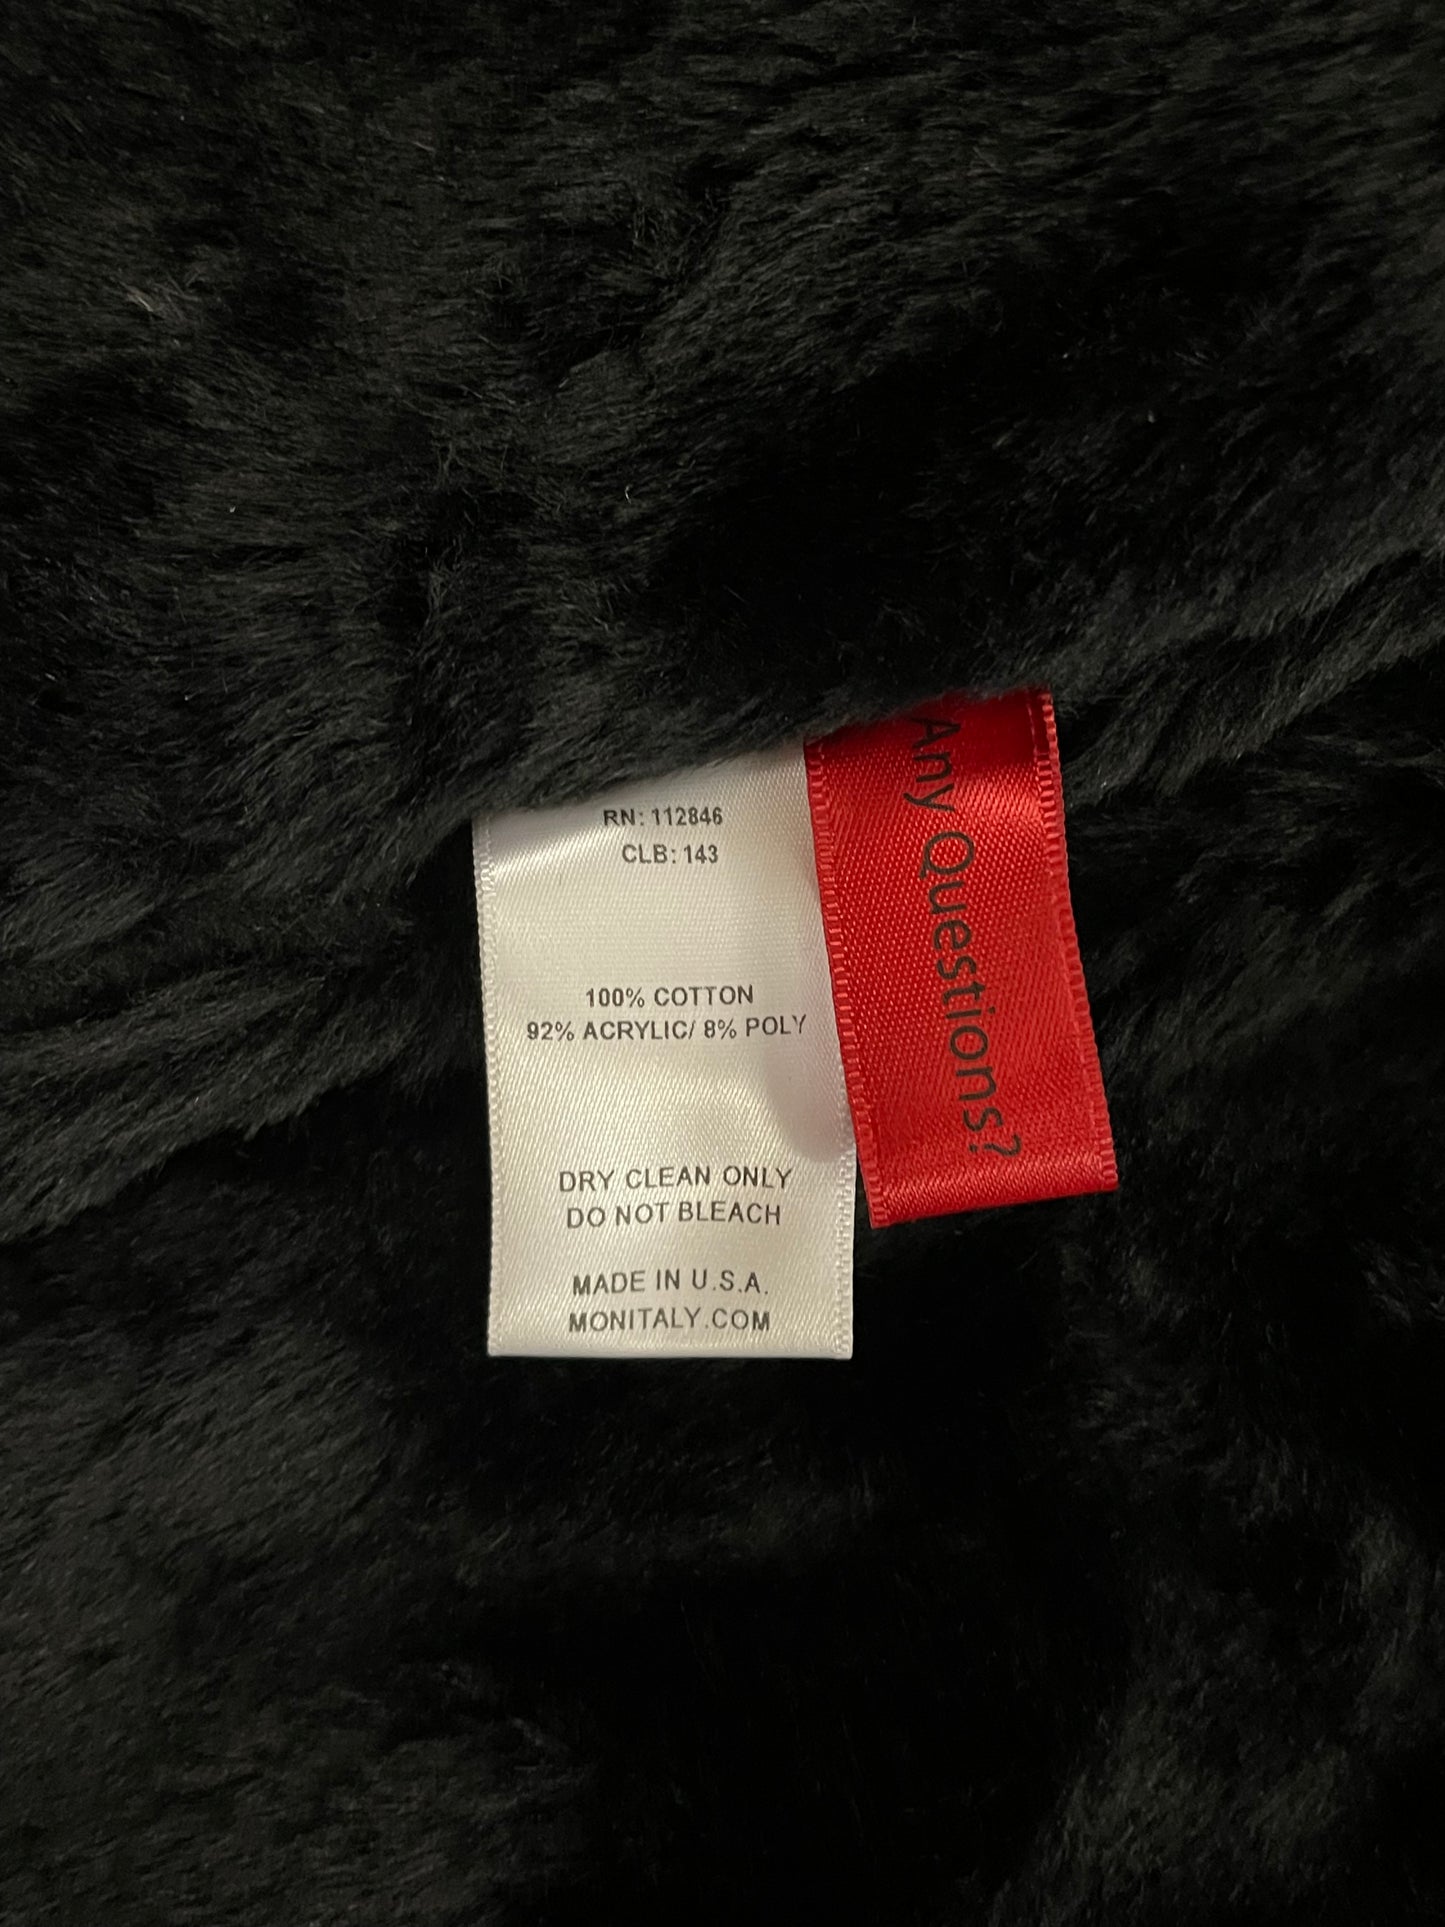 RN: 112846
CLB: 143
100% COTTON
92% ACRYLIC/ 8% POLY
DRY CLEAN ONLY
DO NOT BLEACH
MADE IN U.S.A.
MONITALY.COM
Any Questions?